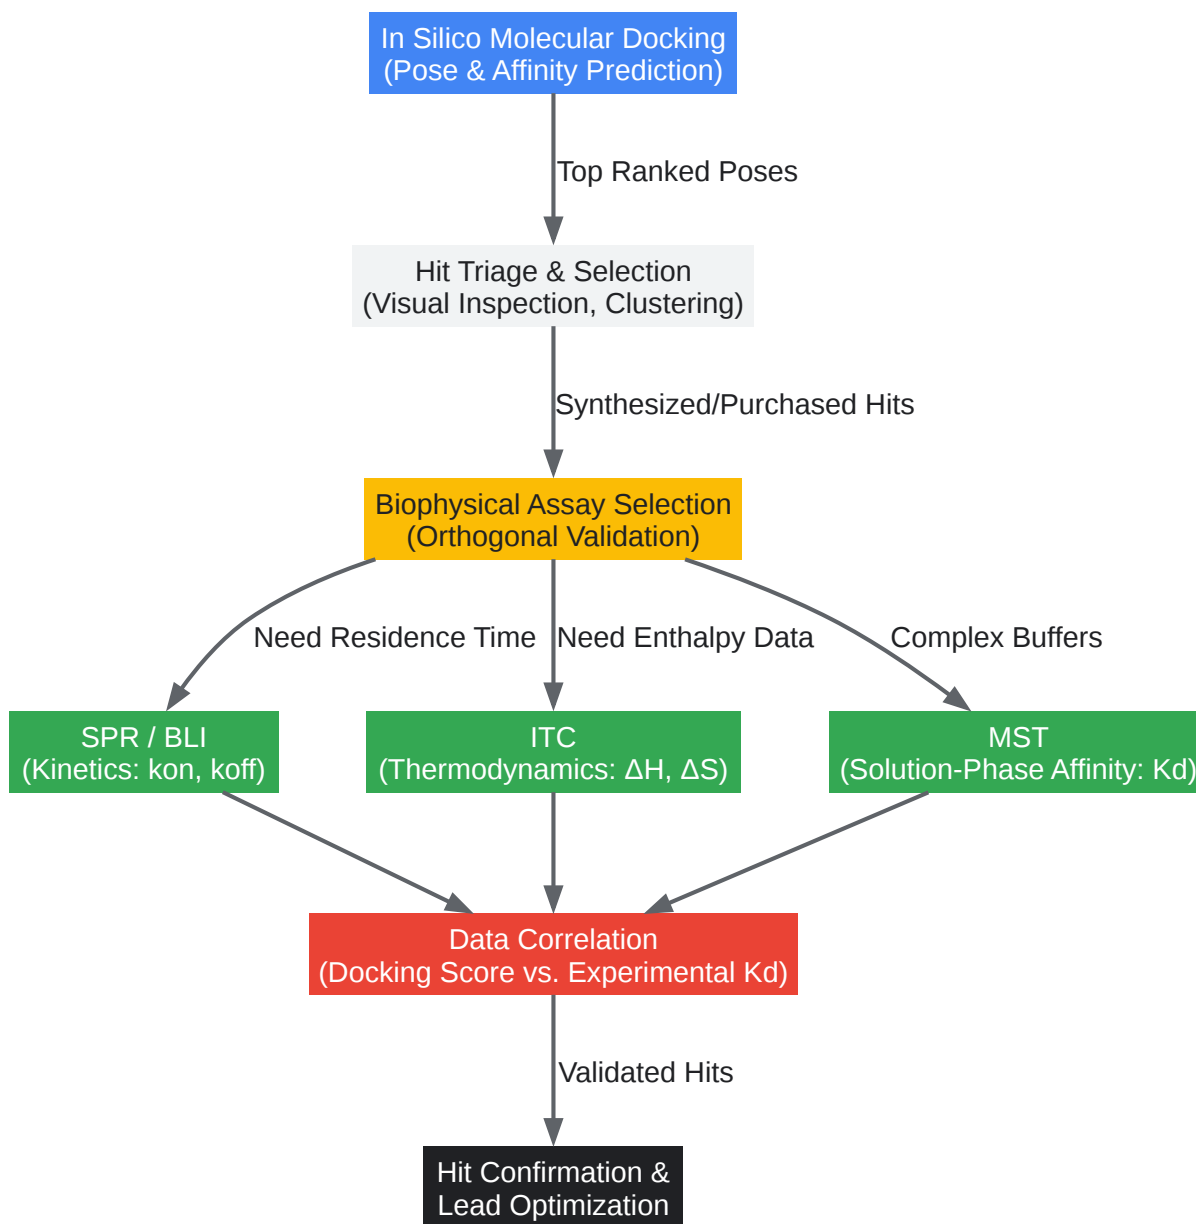 In Silico Molecular Docking
(Pose & Affinity Prediction)
Top Ranked Poses
Hit Triage & Selection
(Visual Inspection, Clustering)
Synthesized/Purchased Hits
Biophysical Assay Selection
(Orthogonal Validation)
Need Residence Time
Need Enthalpy Data
Complex Buffers
SPR / BLI
(Kinetics: kon, koff)
ITC
(Thermodynamics: ΔH, ΔS)
MST
(Solution-Phase Affinity: Kd)
Data Correlation
(Docking Score vs. Experimental Kd)
Validated Hits
Hit Confirmation &
Lead Optimization